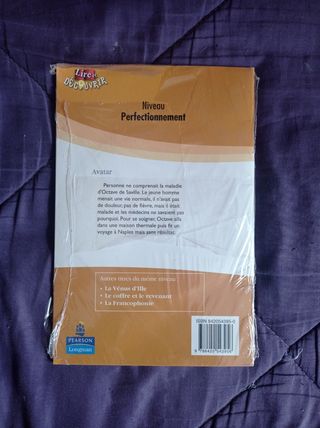 Lire et
DÉCOUVRIR
Niveau
Perfectionnement
Avatar
Personne ne comprenait la maladie
d'Octave de Saville. Le jeune homme
menait une vie normale, il n'avait pas
de douleur, pas de fièvre, mais il était
malade et les médecins ne savaient pas
pourquoi. Pour se soigner, Octave alla
dans une maison thermale puis fit un
voyage à Naples mais sans résultat.
Autres titres du même niveau
• La Vénus d'Ille
• Le coffre et le revenant
• La Francophonie
PEARSON
Longman